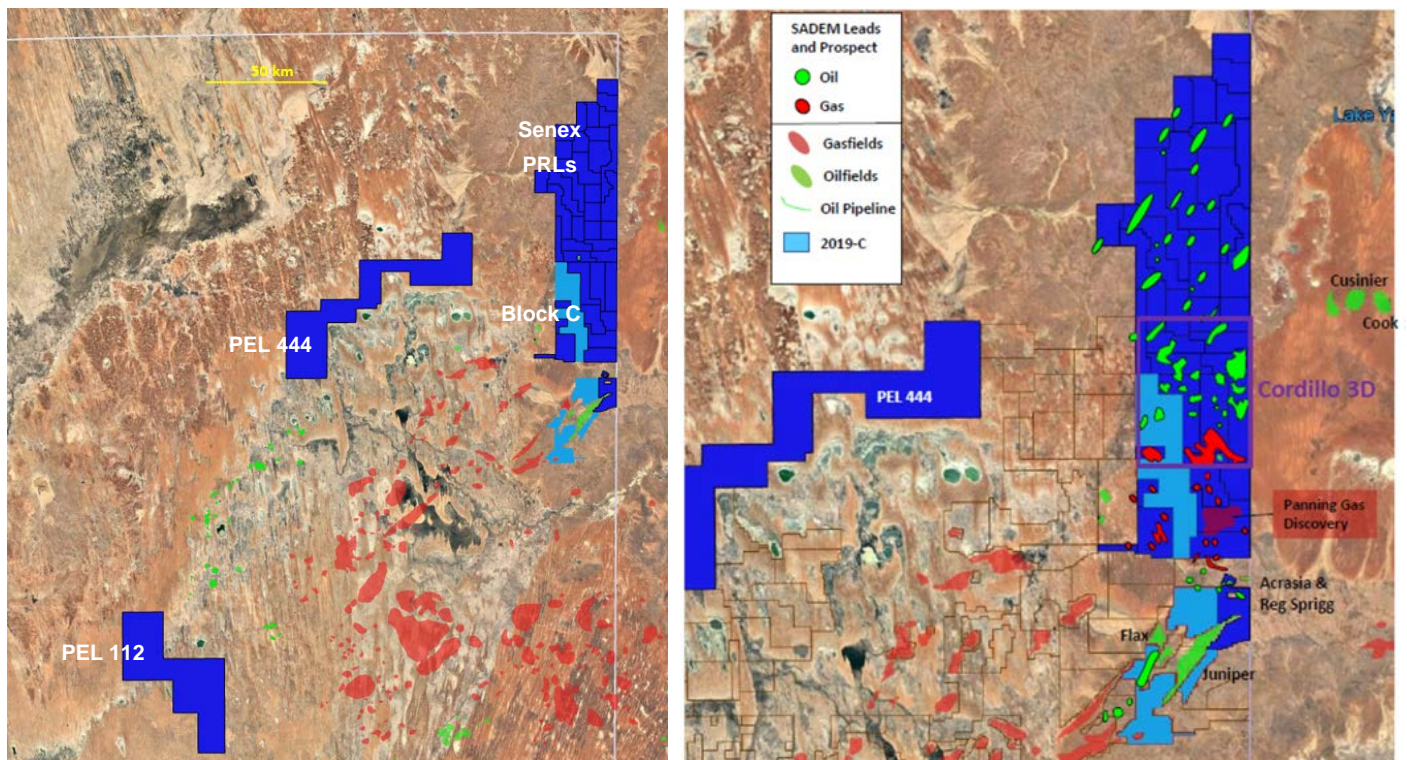 50 km
Senex
PRLs
Block C
PEL 444
PEL 112
SADEM Leads
and Prospect
Oil
Gas
Gasfields
Oilfields
Oil Pipeline
2019-C
Lake
Cusinier
Cook
PEL 444
Cordillo 3D
Panning Gas
Discovery
Acrasia &
Reg Sprigg
Flax
Juniper